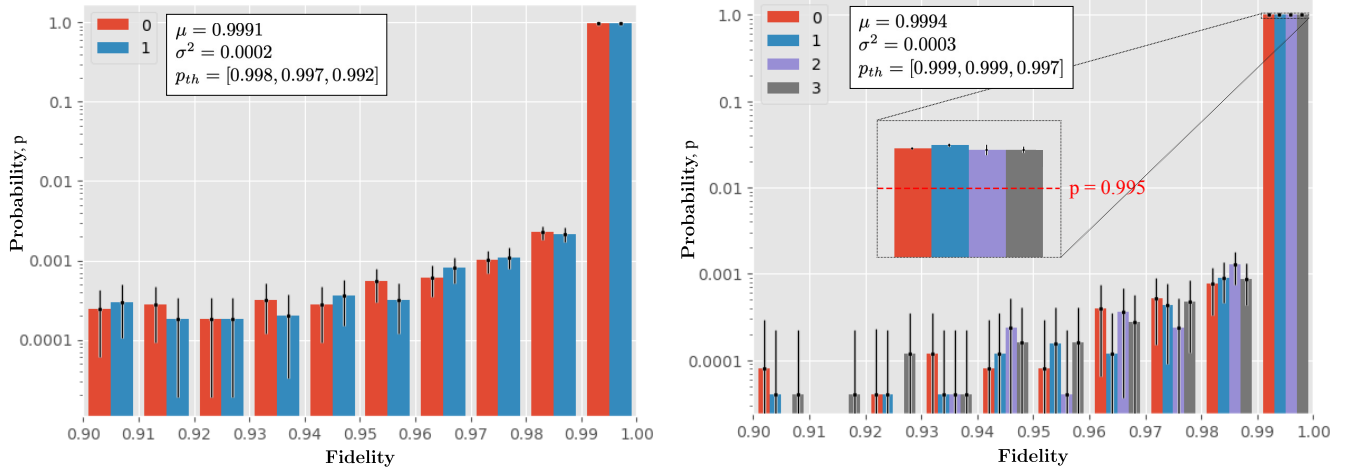 0
1
μ = 0.9991
σ² = 0.0002
p_th = [0.998, 0.997, 0.992]
1.0
0.1
0.01
0.001
0.0001
Probability, p
0.90 0.91 0.92 0.93 0.94 0.95 0.96 0.97 0.98 0.99 1.00
Fidelity
0
1
2
3
μ = 0.9994
σ² = 0.0003
p_th = [0.999, 0.999, 0.997]
p = 0.995
1.0
0.1
0.01
0.001
0.0001
Probability, p
0.90 0.91 0.92 0.93 0.94 0.95 0.96 0.97 0.98 0.99 1.00
Fidelity